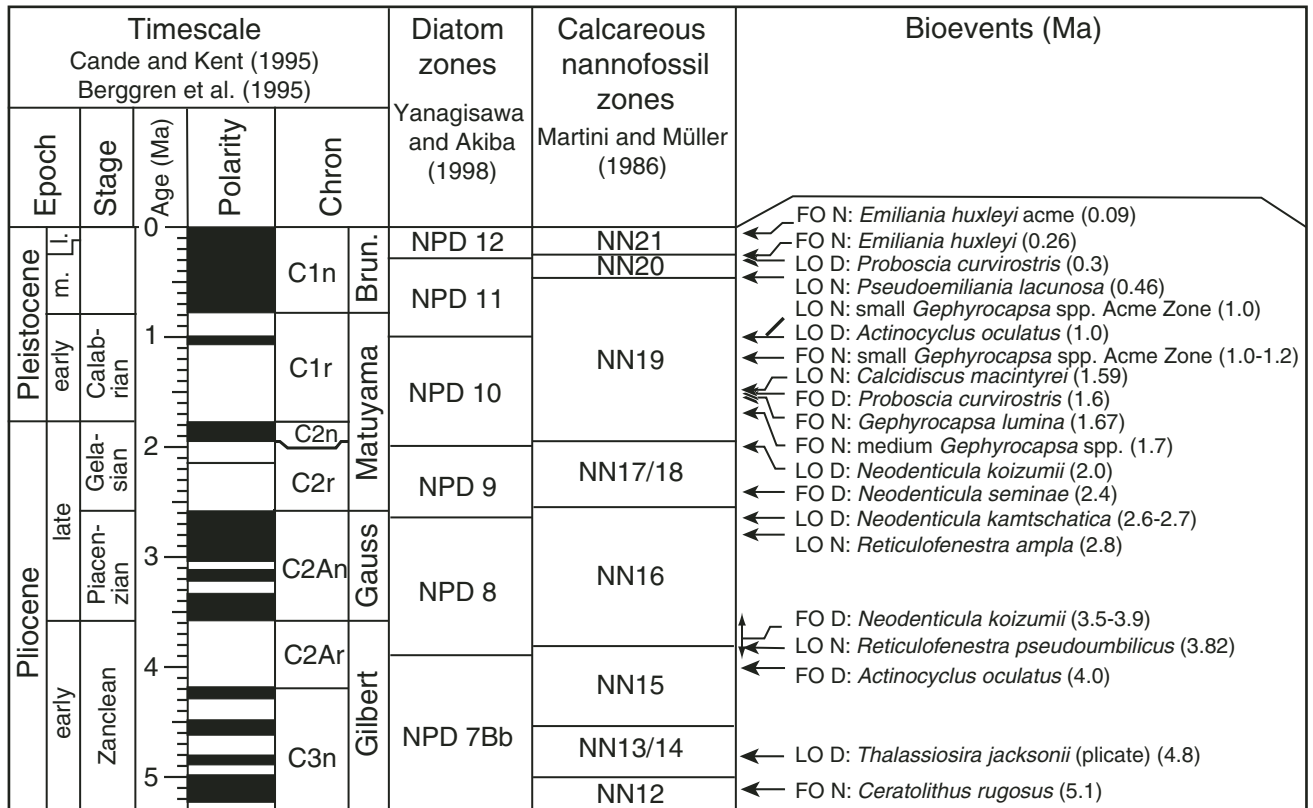 Timescale
Cande and Kent (1995)
Berggren et al. (1995)
Diatom
zones
Yanagisawa
and Akiba
(1998)
Calcareous
nannofossil
zones
Martini and Müller
(1986)
Bioevents (Ma)
Epoch
Stage
Age (Ma)
Polarity
Chron
0
1
2
3
4
5
Pleistocene
Pliocene
l.
m.
early
late
early
Calab-
rian
Gela-
sian
Piacen-
zian
Zanclean
C1n
C1r
C2n
C2r
C2An
C2Ar
C3n
Brun.
Matuyama
Gauss
Gilbert
NPD 12
NPD 11
NPD 10
NPD 9
NPD 8
NPD 7Bb
NN21
NN20
NN19
NN17/18
NN16
NN15
NN13/14
NN12
FO N: Emiliania huxleyi acme (0.09)
FO N: Emiliania huxleyi (0.26)
LO D: Proboscia curvirostris (0.3)
LO N: Pseudoemiliania lacunosa (0.46)
LO N: small Gephyrocapsa spp. Acme Zone (1.0)
LO D: Actinocyclus oculatus (1.0)
FO N: small Gephyrocapsa spp. Acme Zone (1.0-1.2)
LO N: Calcidiscus macintyrei (1.59)
FO D: Proboscia curvirostris (1.6)
FO N: Gephyrocapsa lumina (1.67)
FO N: medium Gephyrocapsa spp. (1.7)
LO D: Neodenticula koizumii (2.0)
FO D: Neodenticula seminae (2.4)
LO D: Neodenticula kamtschatica (2.6-2.7)
LO N: Reticulofenestra ampla (2.8)
FO D: Neodenticula koizumii (3.5-3.9)
LO N: Reticulofenestra pseudoumbilicus (3.82)
FO D: Actinocyclus oculatus (4.0)
LO D: Thalassiosira jacksonii (plicate) (4.8)
FO N: Ceratolithus rugosus (5.1)